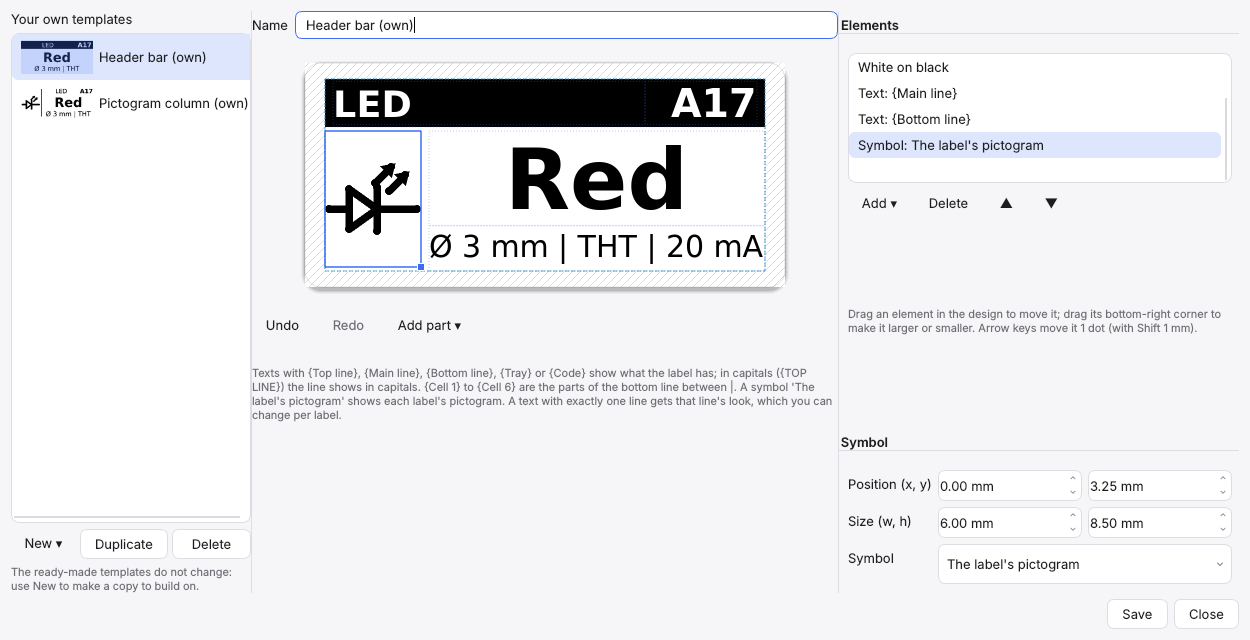 Your own templates
LED A17
Red
Ø 3 mm | THT
Header bar (own)
LED A17
Red
Ø 3 mm | THT
Pictogram column (own)
New ▾
Duplicate
Delete
The ready-made templates do not change:
use New to make a copy to build on.
Name
Header bar (own)
LED A17
Red
Ø 3 mm | THT | 20 mA
Undo
Redo
Add part ▾
Texts with {Top line}, {Main line}, {Bottom line}, {Tray} or {Code} show what the label has; in capitals ({TOP
LINE}) the line shows in capitals. {Cell 1} to {Cell 6} are the parts of the bottom line between |. A symbol 'The
label's pictogram' shows each label's pictogram. A text with exactly one line gets that line's look, which you can
change per label.
Elements
White on black
Text: {Main line}
Text: {Bottom line}
Symbol: The label's pictogram
Add ▾
Delete
▲
▼
Drag an element in the design to move it; drag its bottom-right corner to
make it larger or smaller. Arrow keys move it 1 dot (with Shift 1 mm).
Symbol
Position (x, y) 0.00 mm 3.25 mm
Size (w, h) 6.00 mm 8.50 mm
Symbol The label's pictogram
Save
Close